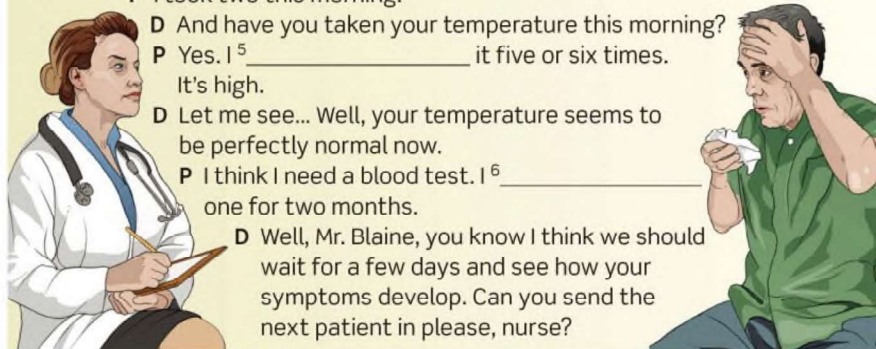 D And have you taken your temperature this morning?
P Yes. I 5____________________ it five or six times.
It's high.
D Let me see... Well, your temperature seems to
be perfectly normal now.
P I think I need a blood test. I 6____________________
one for two months.
D Well, Mr. Blaine, you know I think we should
wait for a few days and see how your
symptoms develop. Can you send the
next patient in please, nurse?